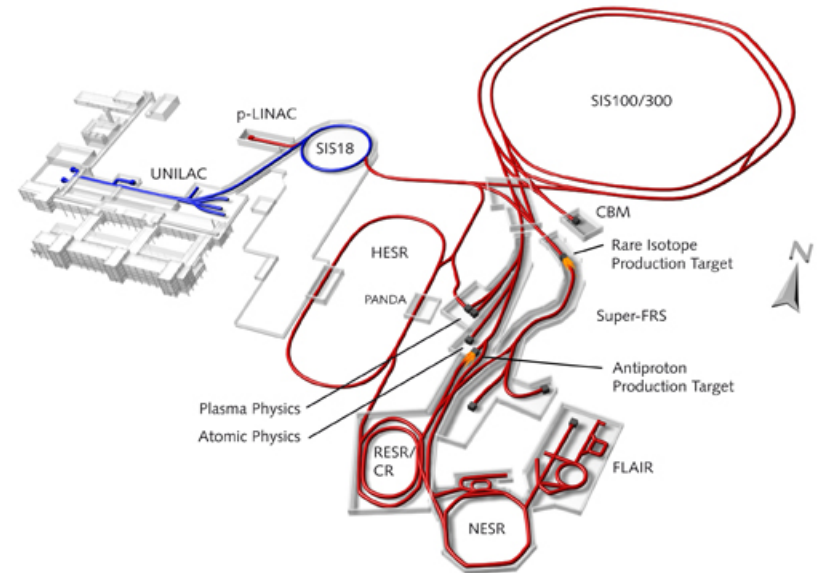 SIS100/300
p-LINAC
SIS18
UNILAC
CBM
Rare Isotope
Production Target
N
HESR
PANDA
Super-FRS
Antiproton
Production Target
Plasma Physics
Atomic Physics
RESR/
CR
FLAIR
NESR